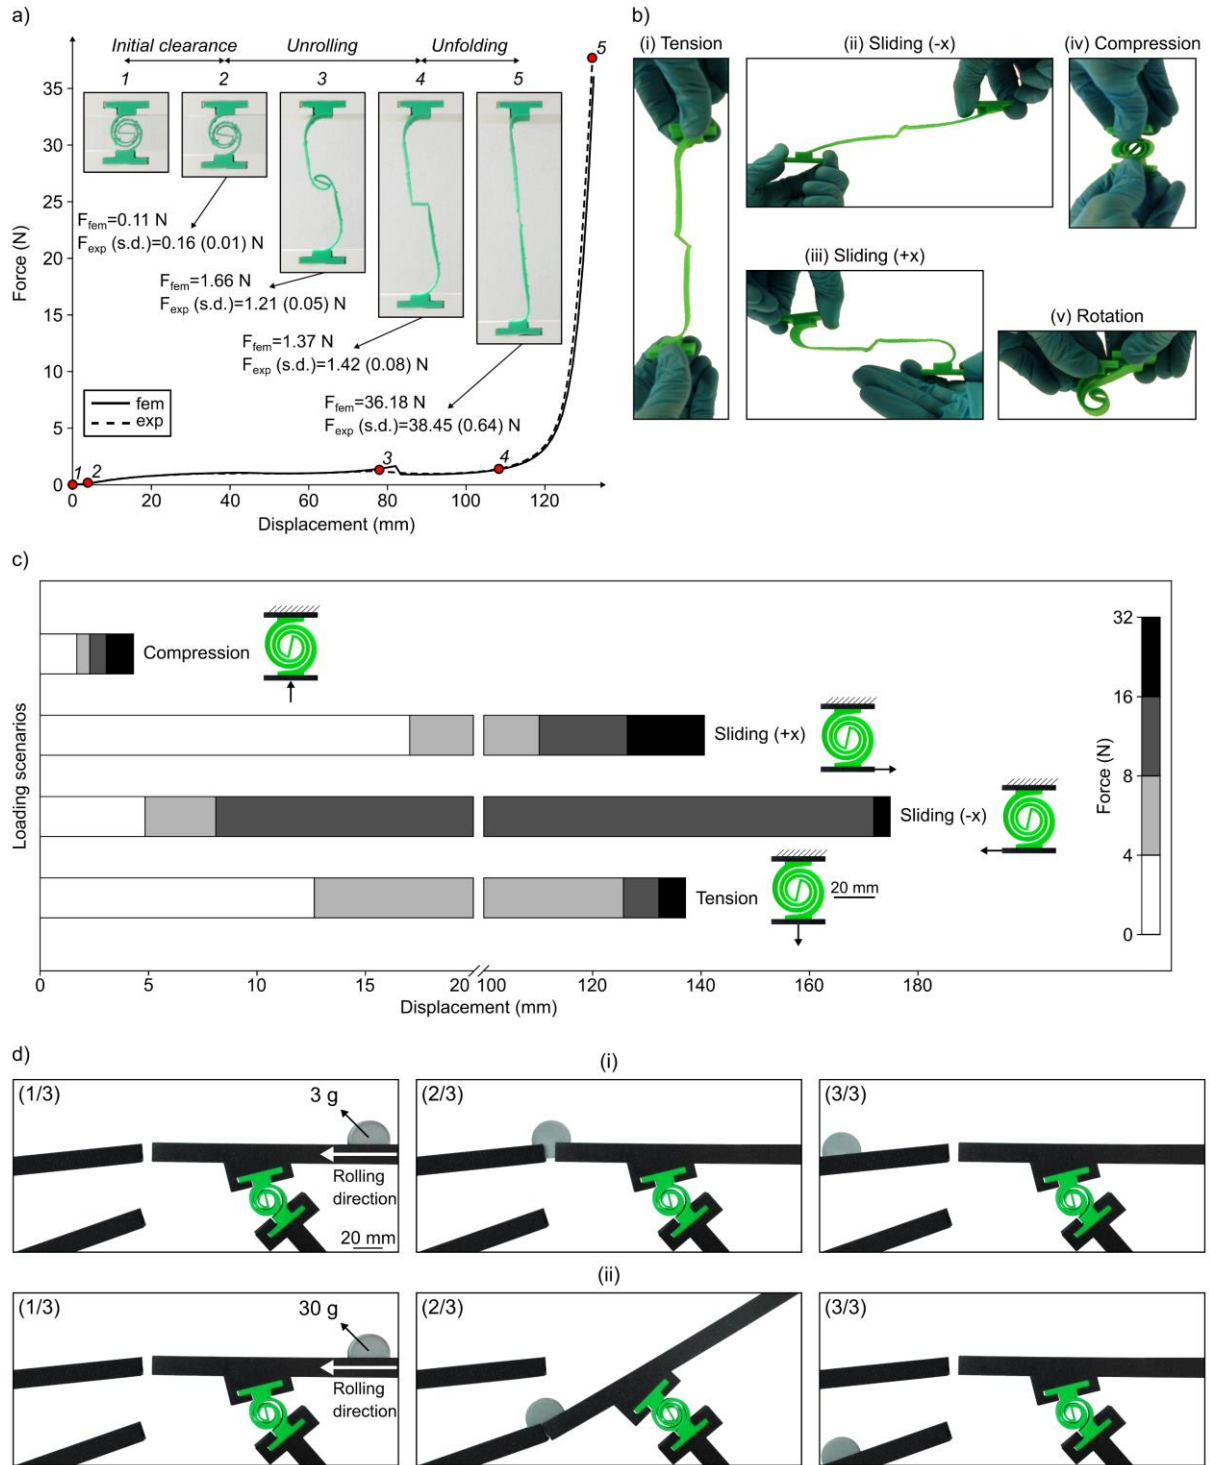 a)
Initial clearance Unrolling Unfolding
1 2 3 4 5
5
35
30
25
20
15
10
5
0
Force (N)
F_fem=0.11 N
F_exp (s.d.)=0.16 (0.01) N
F_fem=1.66 N
F_exp (s.d.)=1.21 (0.05) N
F_fem=1.37 N
F_exp (s.d.)=1.42 (0.08) N
F_fem=36.18 N
F_exp (s.d.)=38.45 (0.64) N
fem
exp
1 2 3 4
0 20 40 60 80 100 120
Displacement (mm)
b)
(i) Tension
(ii) Sliding (-x)
(iv) Compression
(iii) Sliding (+x)
(v) Rotation
c)
Loading scenarios
Compression
Sliding (+x)
Sliding (-x)
Tension
20 mm
32
16
8
4
0
Force (N)
0 5 10 15 20 100 120 140 160 180
Displacement (mm)
d)
(i)
(1/3)
3 g
Rolling
direction
20 mm
(2/3)
(3/3)
(ii)
(1/3)
30 g
Rolling
direction
(2/3)
(3/3)